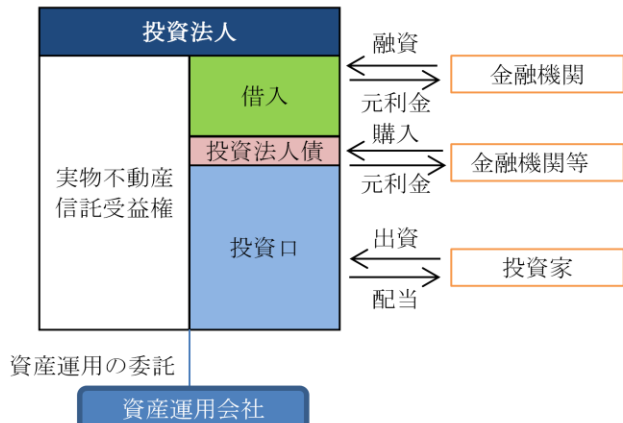 投資法人
実物不動産
信託受益権
借入
投資法人債
投資口
融資
元利金
金融機関
購入
元利金
金融機関等
出資
配当
投資家
資産運用の委託
資産運用会社